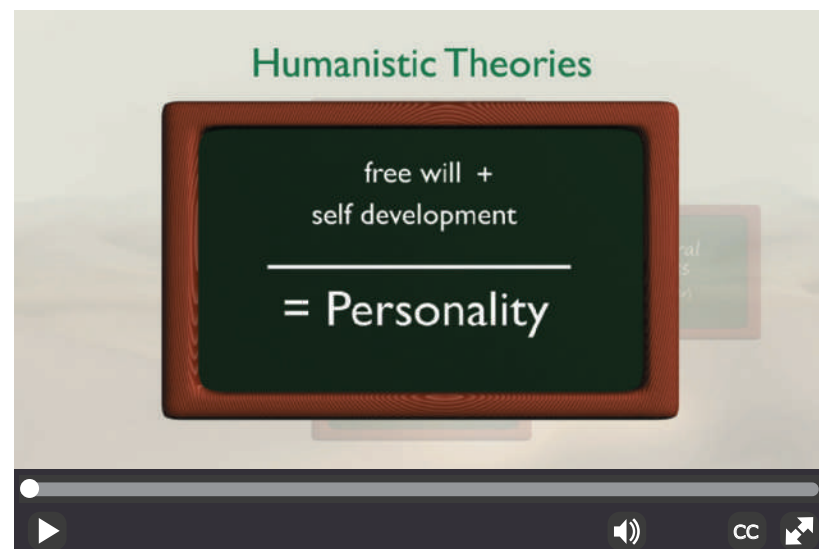 Humanistic Theories
free will +
self development
= Personality
CC